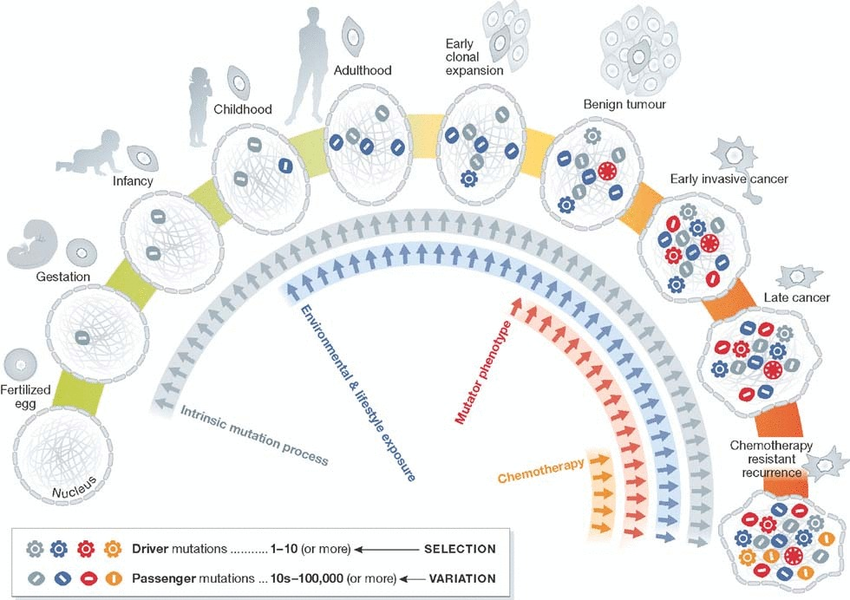 Fertilized
egg
Nucleus
Gestation
Infancy
Childhood
Adulthood
Early
clonal
expansion
Benign tumour
Early invasive cancer
Late cancer
Chemotherapy
resistant
recurrence
Intrinsic mutation process
Environmental & lifestyle exposure
Mutator phenotype
Chemotherapy
Driver mutations ........... 1–10 (or more) SELECTION
Passenger mutations ... 10s–100,000 (or more) VARIATION